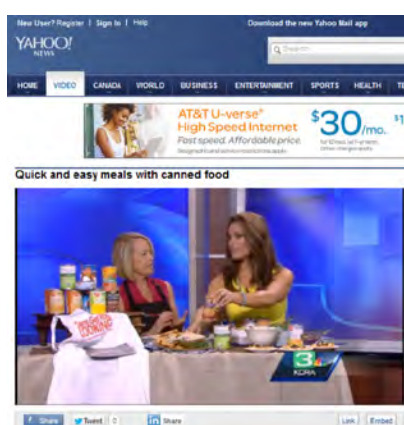 New User? Register | Sign In | Help
Download the new Yahoo Mail app
YAHOO!
NEWS
HOME VIDEO CANADA WORLD BUSINESS ENTERTAINMENT SPORTS HEALTH
AT&T U-verse®
High Speed Internet
Fast speed. Affordable price.
$30/mo.
Quick and easy meals with canned food
COOKING
3
KCRA
Share Tweet 0 Share Link Embed